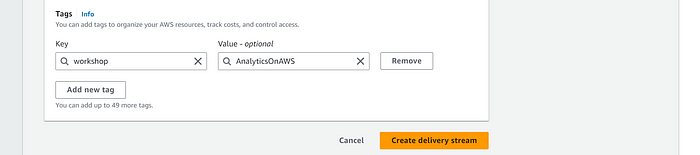 Tags Info
You can add tags to organize your AWS resources, track costs, and control access.
Key Value - optional
workshop AnalyticsOnAWS Remove
Add new tag
You can add up to 49 more tags.
Cancel Create delivery stream